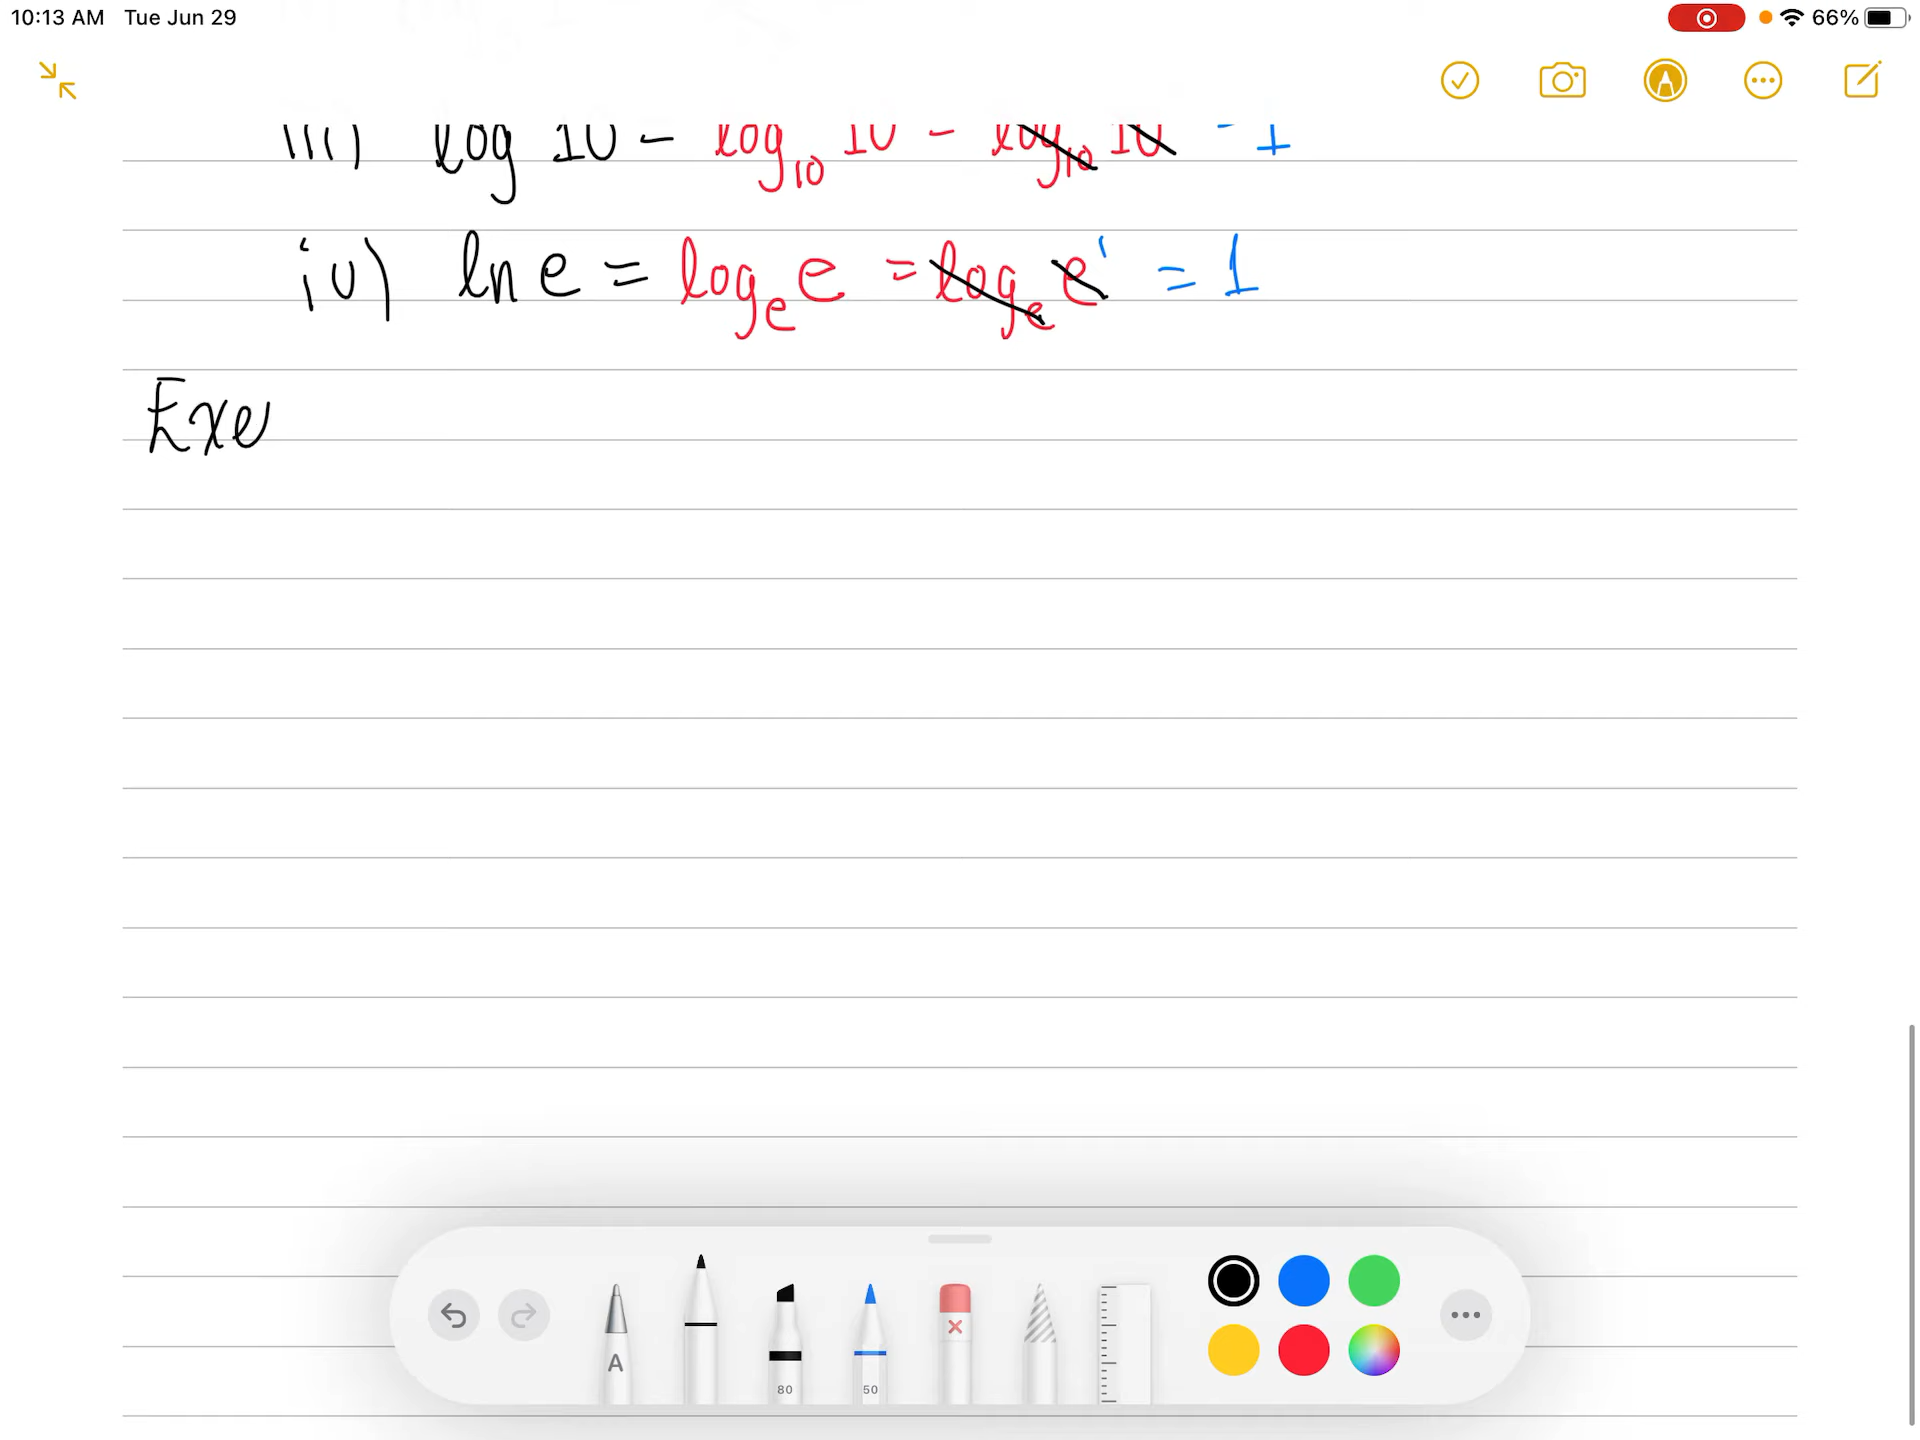 10:13 AM Tue Jun 29 66%
iii) log 10 = log₁₀ 10 = log₁₀ 10 = 1
iv) ln e = logₑ e = logₑ e¹ = 1
Exe
A 80 50